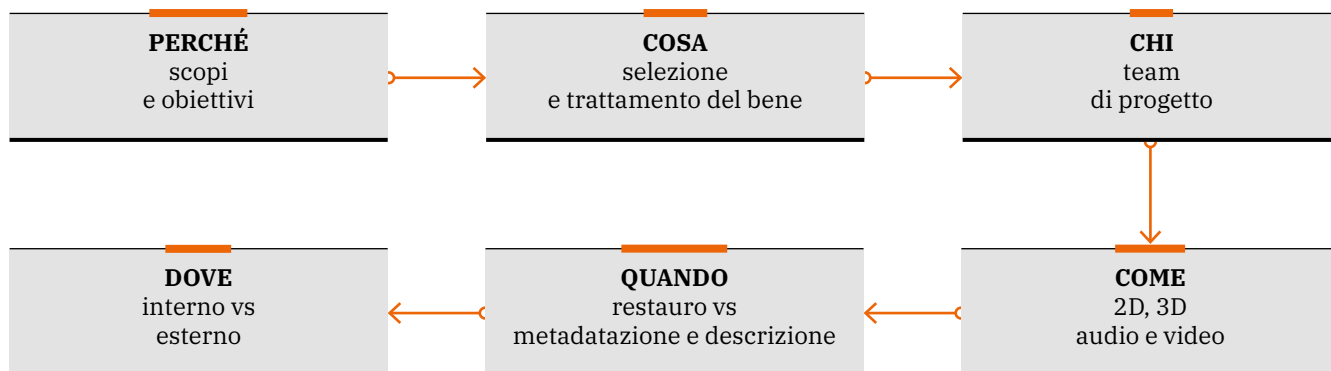 PERCHÉ
scopi
e obiettivi
COSA
selezione
e trattamento del bene
CHI
team
di progetto
COME
2D, 3D
audio e video
QUANDO
restauro vs
metadatazione e descrizione
DOVE
interno vs
esterno